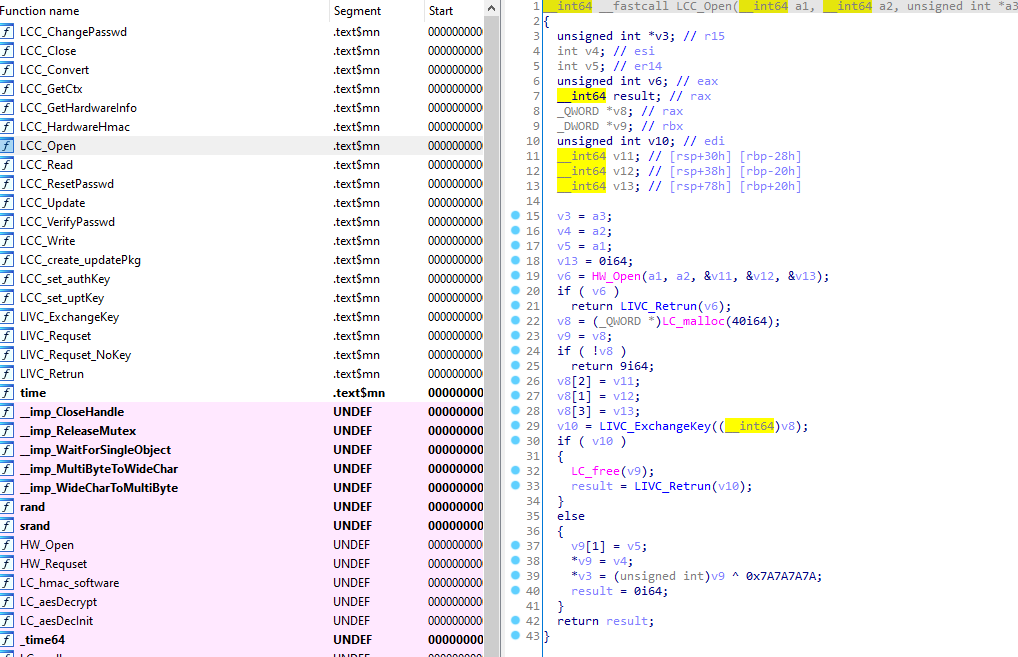 Function name Segment Start
f LCC_ChangePasswd .text$mn 000000000
f LCC_Close .text$mn 000000000
f LCC_Convert .text$mn 000000000
f LCC_GetCtx .text$mn 000000000
f LCC_GetHardwareInfo .text$mn 000000000
f LCC_HardwareHmac .text$mn 000000000
f LCC_Open .text$mn 000000000
f LCC_Read .text$mn 000000000
f LCC_ResetPasswd .text$mn 000000000
f LCC_Update .text$mn 000000000
f LCC_VerifyPasswd .text$mn 000000000
f LCC_Write .text$mn 000000000
f LCC_create_updatePkg .text$mn 000000000
f LCC_set_authKey .text$mn 000000000
f LCC_set_uptKey .text$mn 000000000
f LIVC_ExchangeKey .text$mn 000000000
f LIVC_Requset .text$mn 000000000
f LIVC_Requset_NoKey .text$mn 000000000
f LIVC_Retrun .text$mn 000000000
f time .text$mn 00000000
f __imp_CloseHandle UNDEF 00000000
f __imp_ReleaseMutex UNDEF 00000000
f __imp_WaitForSingleObject UNDEF 00000000
f __imp_MultiByteToWideChar UNDEF 00000000
f __imp_WideCharToMultiByte UNDEF 00000000
f rand UNDEF 00000000
f srand UNDEF 00000000
f HW_Open UNDEF 000000000
f HW_Requset UNDEF 000000000
f LC_hmac_software UNDEF 000000000
f LC_aesDecrypt UNDEF 000000000
f LC_aesDecInit UNDEF 000000000
f _time64 UNDEF 00000000
1 __int64 __fastcall LCC_Open(__int64 a1, __int64 a2, unsigned int *a3
2 {
3 unsigned int *v3; // r15
4 int v4; // esi
5 int v5; // er14
6 unsigned int v6; // eax
7 __int64 result; // rax
8 _QWORD *v8; // rax
9 _DWORD *v9; // rbx
10 unsigned int v10; // edi
11 __int64 v11; // [rsp+30h] [rbp-28h]
12 __int64 v12; // [rsp+38h] [rbp-20h]
13 __int64 v13; // [rsp+78h] [rbp+20h]
14
15 v3 = a3;
16 v4 = a2;
17 v5 = a1;
18 v13 = 0i64;
19 v6 = HW_Open(a1, a2, &v11, &v12, &v13);
20 if ( v6 )
21 return LIVC_Retrun(v6);
22 v8 = (_QWORD *)LC_malloc(40i64);
23 v9 = v8;
24 if ( !v8 )
25 return 9i64;
26 v8[2] = v11;
27 v8[1] = v12;
28 v8[3] = v13;
29 v10 = LIVC_ExchangeKey((__int64)v8);
30 if ( v10 )
31 {
32 LC_free(v9);
33 result = LIVC_Retrun(v10);
34 }
35 else
36 {
37 v9[1] = v5;
38 *v9 = v4;
39 *v3 = (unsigned int)v9 ^ 0x7A7A7A7A;
40 result = 0i64;
41 }
42 return result;
43 }